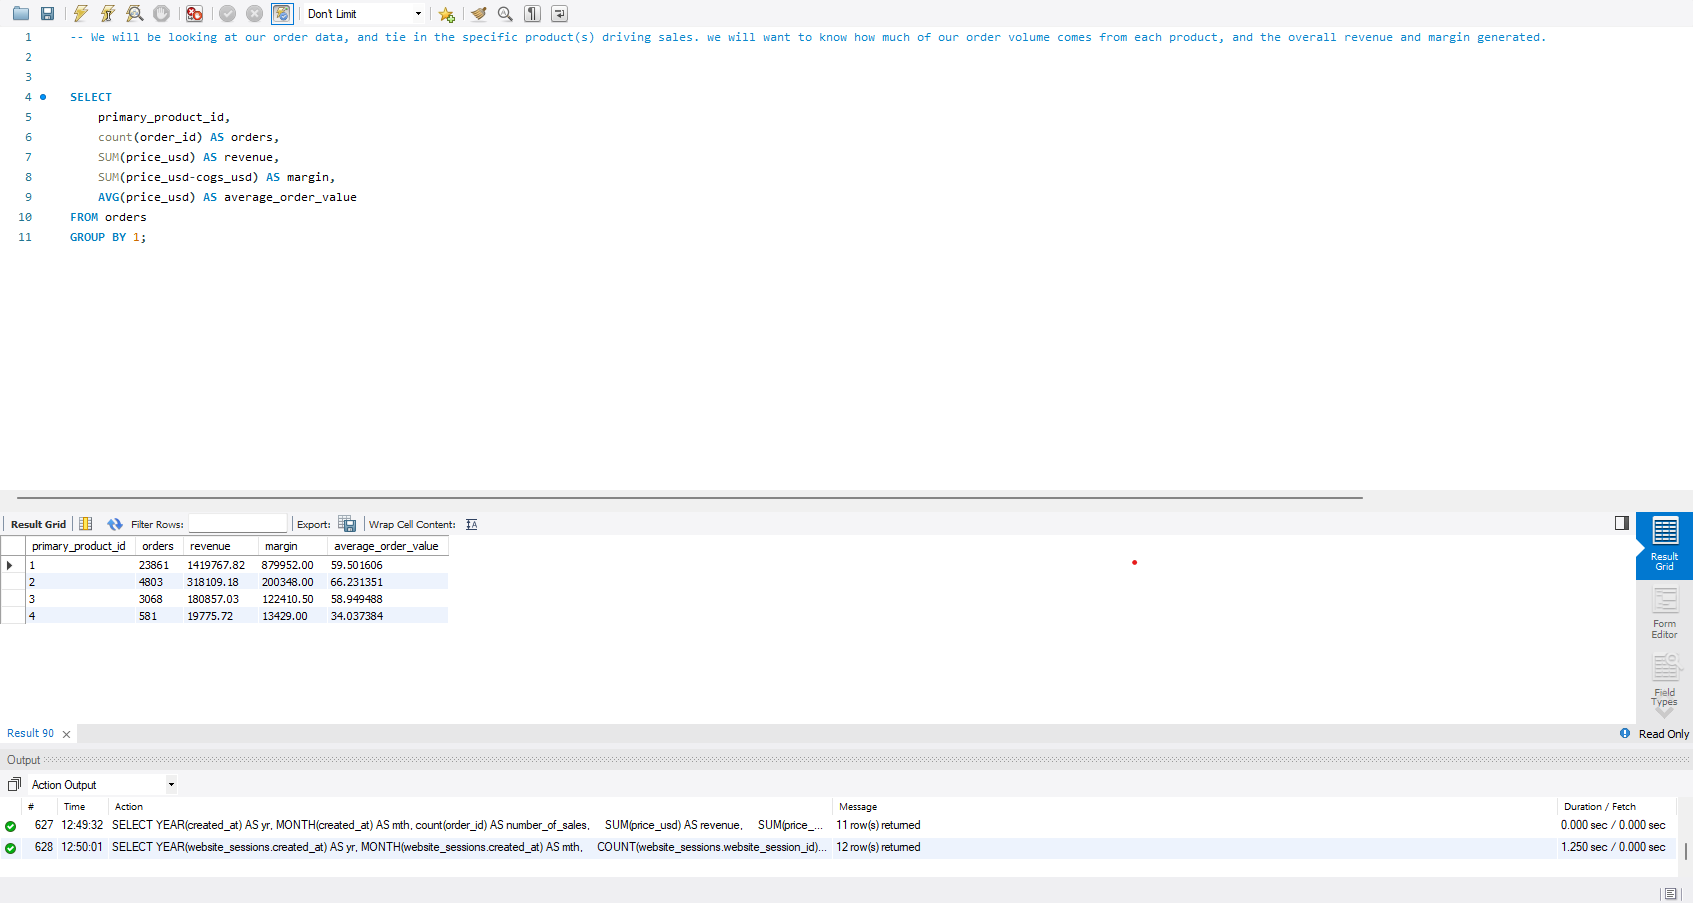 Don't Limit
1 -- We will be looking at our order data, and tie in the specific product(s) driving sales. we will want to know how much of our order volume comes from each product, and the overall revenue and margin generated.
2
3
4 SELECT
5 primary_product_id,
6 count(order_id) AS orders,
7 SUM(price_usd) AS revenue,
8 SUM(price_usd-cogs_usd) AS margin,
9 AVG(price_usd) AS average_order_value
10 FROM orders
11 GROUP BY 1;
Result Grid Filter Rows: Export: Wrap Cell Content:
primary_product_id orders revenue margin average_order_value
1 23861 1419767.82 879952.00 59.501606
2 4803 318109.18 200348.00 66.231351
3 3068 180857.03 122410.50 58.949488
4 581 19775.72 13429.00 34.037384
Result
Grid
Form
Editor
Field
Types
Result 90
Read Only
Output
Action Output
# Time Action Message Duration / Fetch
627 12:49:32 SELECT YEAR(created_at) AS yr, MONTH(created_at) AS mth, count(order_id) AS number_of_sales, SUM(price_usd) AS revenue, SUM(price_... 11 row(s) returned 0.000 sec / 0.000 sec
628 12:50:01 SELECT YEAR(website_sessions.created_at) AS yr, MONTH(website_sessions.created_at) AS mth, COUNT(website_sessions.website_session_id)... 12 row(s) returned 1.250 sec / 0.000 sec